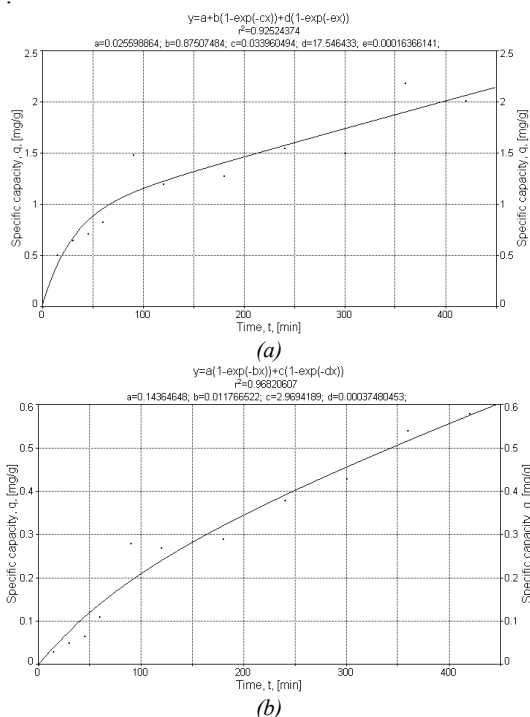 y=a+b(1-exp(-cx))+d(1-exp(-ex))
r²=0.92524374
a=0.025598864; b=0.87507484; c=0.033960494; d=17.546433; e=0.00016366141;
2.5 2.5
2 2
1.5 1.5
1 1
0.5 0.5
0 0
Specific capacity, q, [mg/g]
Specific capacity, q, [mg/g]
0 100 200 300 400
Time, t, [min]
(a)
y=a(1-exp(-bx))+c(1-exp(-dx))
r²=0.96820607
a=0.14364648; b=0.011766522; c=2.9694189; d=0.00037480453;
0.6 0.6
0.5 0.5
0.4 0.4
0.3 0.3
0.2 0.2
0.1 0.1
0 0
Specific capacity, q, [mg/g]
Specific capacity, q, [mg/g]
0 100 200 300 400
Time, t, [min]
(b)